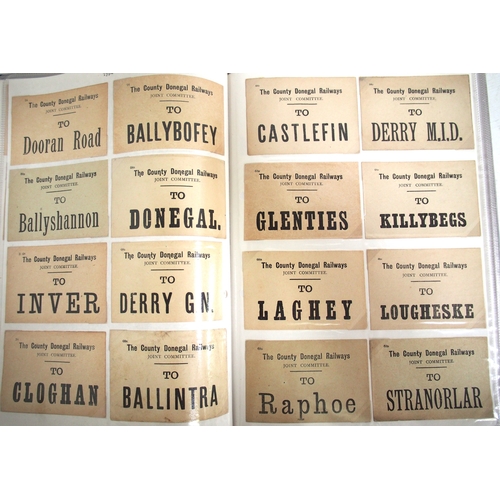 The County Donegal Railways
JOINT COMMITTEE.
TO
Dooran Road
The County Donegal Railways
JOINT COMMITTEE.
TO
BALLYBOFEY
The County Donegal Railways
JOINT COMMITTEE.
TO
Ballyshannon
The County Donegal Railways
JOINT COMMITTEE.
TO
DONEGAL.
The County Donegal Railways
JOINT COMMITTEE.
TO
INVER
The County Donegal Railways
JOINT COMMITTEE.
TO
DERRY G.N.
The County Donegal Railways
JOINT COMMITTEE.
TO
CLOGHAN
The County Donegal Railways
JOINT COMMITTEE.
TO
BALLINTRA
The County Donegal Railways
JOINT COMMITTEE.
TO
CASTLEFIN
The County Donegal Railways
JOINT COMMITTEE.
TO
DERRY M.I.D.
The County Donegal Railways
JOINT COMMITTEE.
TO
GLENTIES
The County Donegal Railways
JOINT COMMITTEE.
TO
KILLYBEGS
The County Donegal Railways
JOINT COMMITTEE.
TO
LAGHEY
The County Donegal Railways
JOINT COMMITTEE.
TO
LOUGHESKE
The County Donegal Railways
JOINT COMMITTEE.
TO
Raphoe
The County Donegal Railways
JOINT COMMITTEE.
TO
STRANORLAR